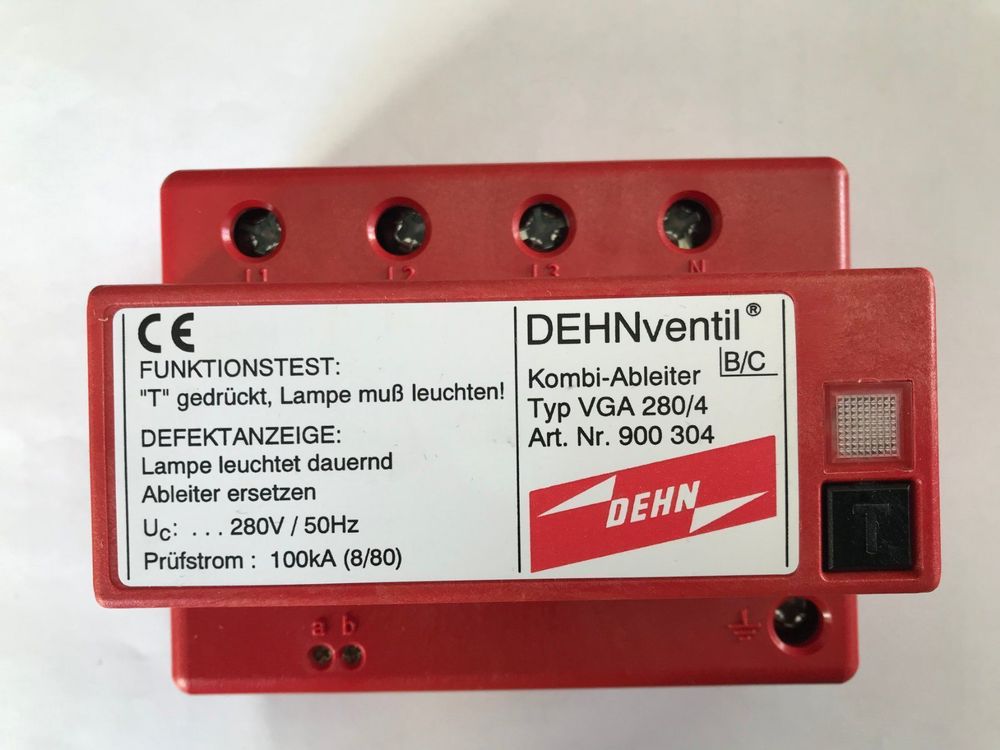 L1 L2 L3 N
CE
FUNKTIONSTEST:
"T" gedrückt, Lampe muß leuchten!
DEFEKTANZEIGE:
Lampe leuchtet dauernd
Ableiter ersetzen
Uc: ... 280V / 50Hz
Prüfstrom : 100kA (8/80)
DEHNventil®
B/C
Kombi-Ableiter
Typ VGA 280/4
Art. Nr. 900 304
DEHN
T
a b